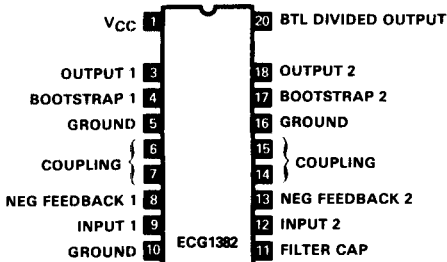 VCC 1 20 BTL DIVIDED OUTPUT
OUTPUT 1 3 18 OUTPUT 2
BOOTSTRAP 1 4 17 BOOTSTRAP 2
GROUND 5 16 GROUND
6 15
COUPLING COUPLING
7 14
NEG FEEDBACK 1 8 13 NEG FEEDBACK 2
INPUT 1 9 12 INPUT 2
GROUND 10 ECG1382 11 FILTER CAP